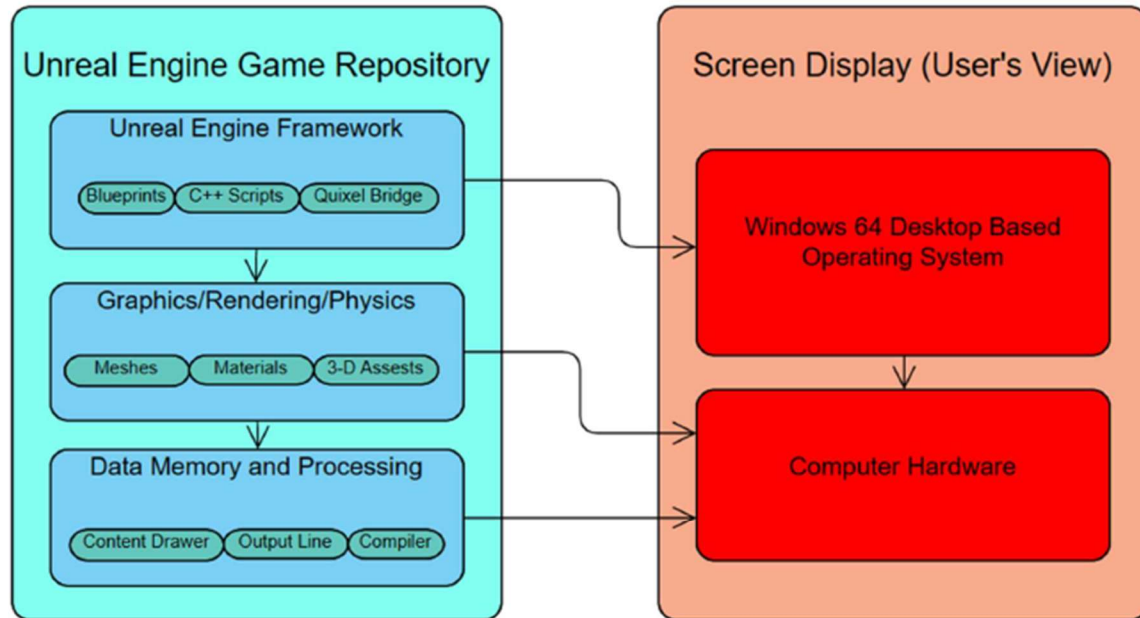 Unreal Engine Game Repository
Unreal Engine Framework
Blueprints C++ Scripts Quixel Bridge
Graphics/Rendering/Physics
Meshes Materials 3-D Assests
Data Memory and Processing
Content Drawer Output Line Compiler
Screen Display (User's View)
Windows 64 Desktop Based
Operating System
Computer Hardware